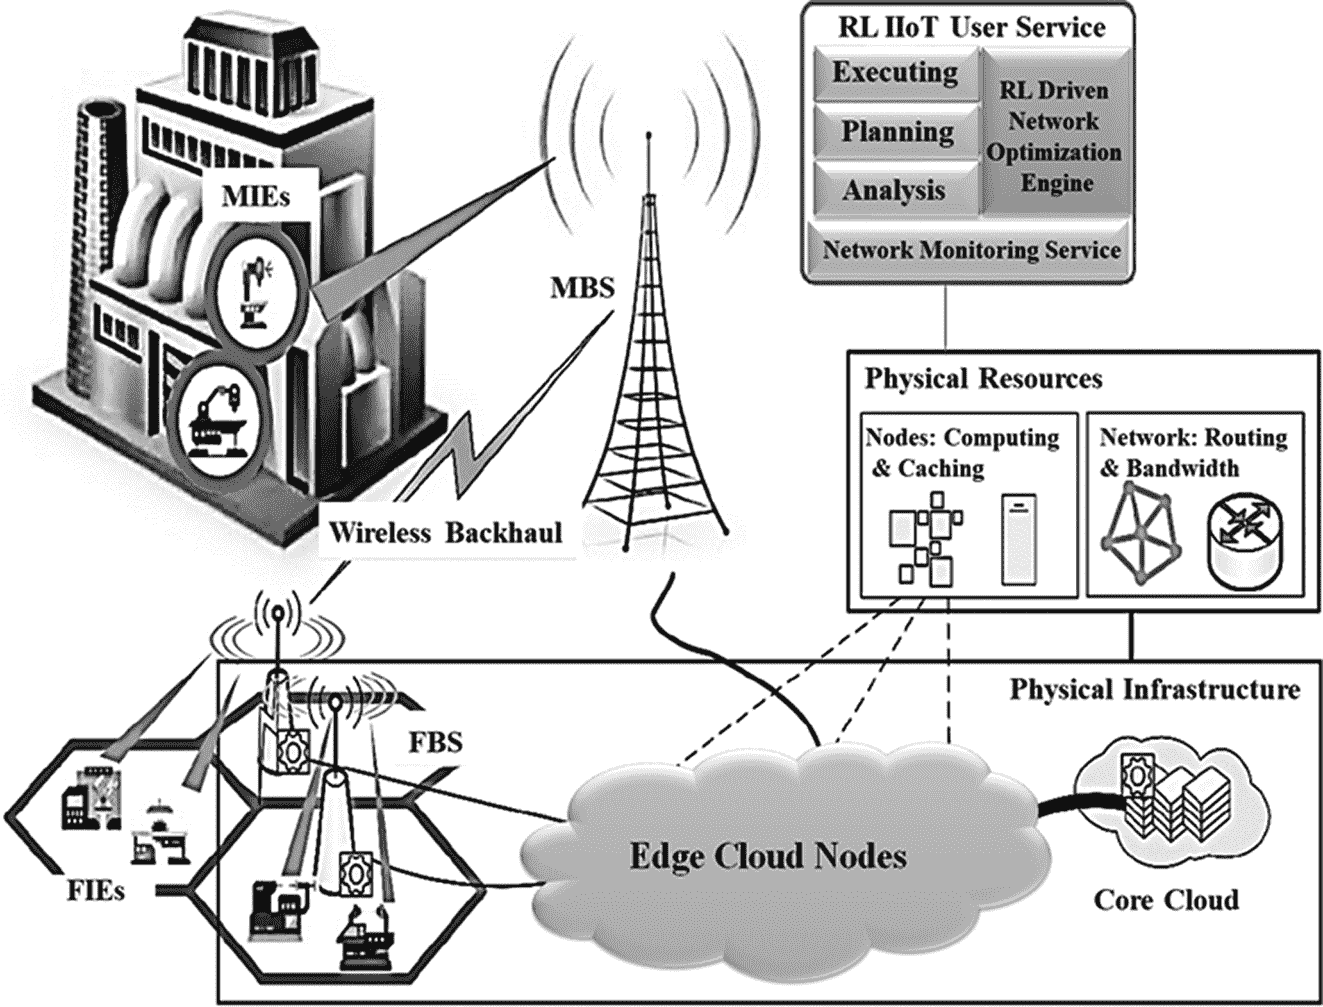 RL IIoT User Service
Executing
Planning
Analysis
RL Driven
Network
Optimization
Engine
Network Monitoring Service
MIEs
MBS
Physical Resources
Nodes: Computing
& Caching
Network: Routing
& Bandwidth
Wireless Backhaul
Physical Infrastructure
FBS
FIEs
Edge Cloud Nodes
Core Cloud